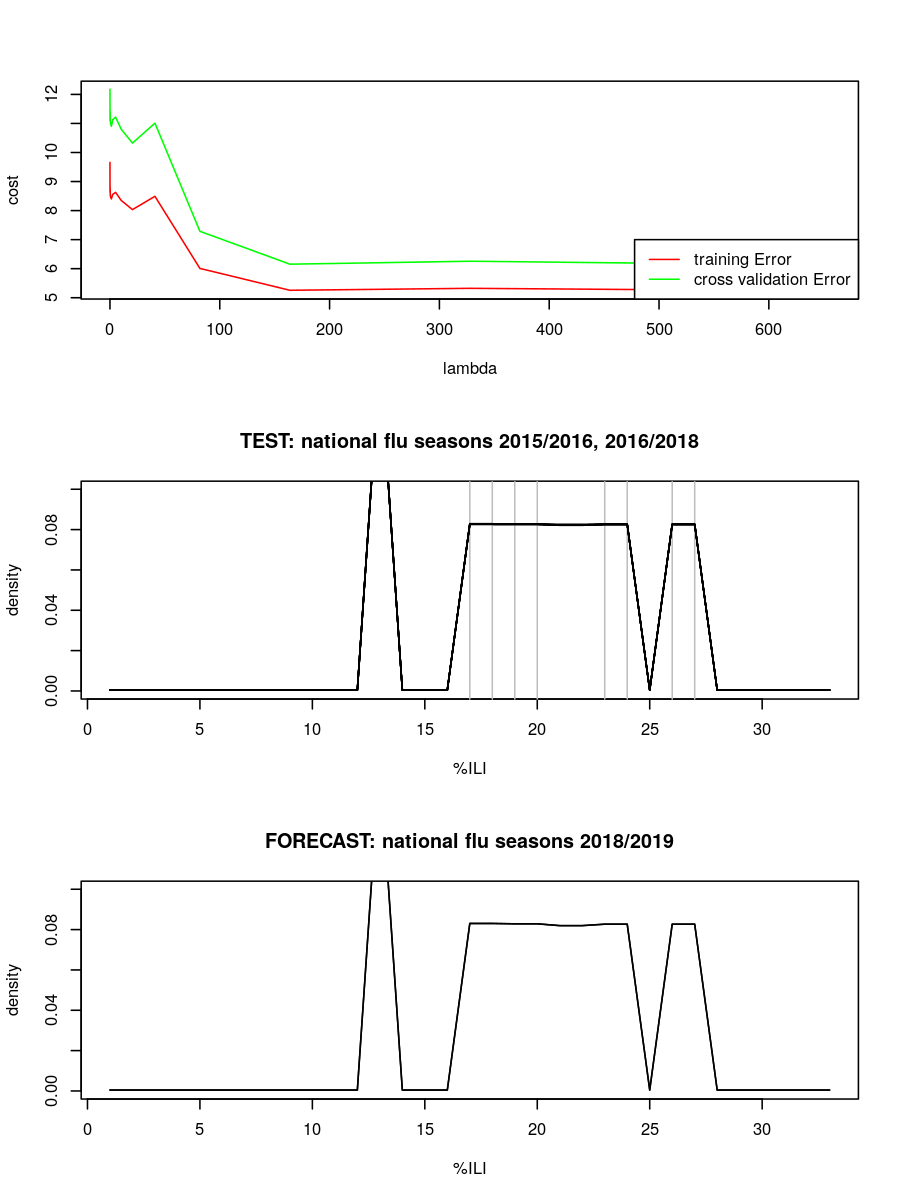 12
10
9
8
7
6
5
cost
training Error
cross validation Error
0 100 200 300 400 500 600
lambda
TEST: national flu seasons 2015/2016, 2016/2018
0.08
0.04
0.00
density
0 5 10 15 20 25 30
%ILI
FORECAST: national flu seasons 2018/2019
0.08
0.04
0.00
density
0 5 10 15 20 25 30
%ILI